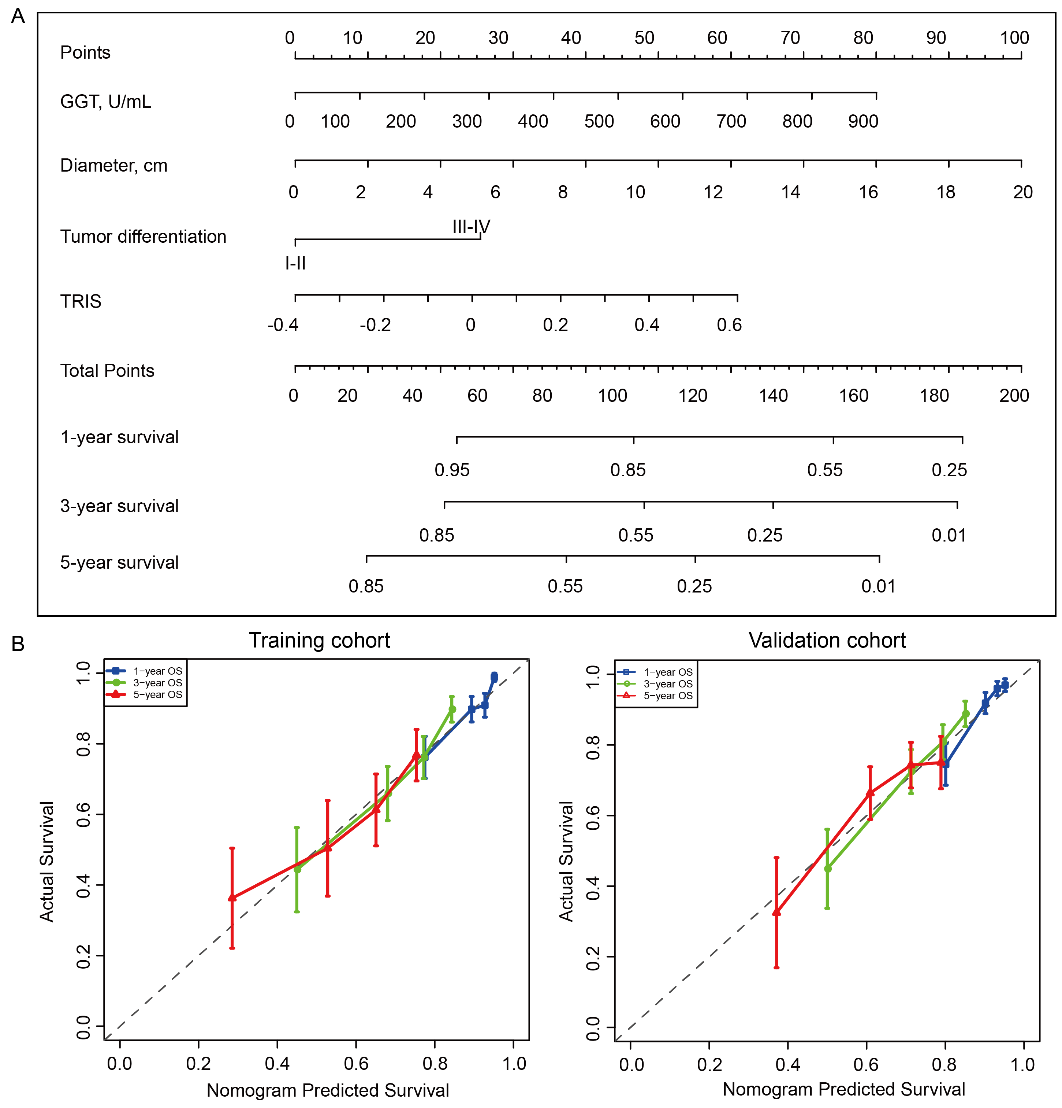 A
Points 0 10 20 30 40 50 60 70 80 90 100
GGT, U/mL
0 100 200 300 400 500 600 700 800 900
Diameter, cm
0 2 4 6 8 10 12 14 16 18 20
III-IV
Tumor differentiation
I-II
TRIS
-0.4 -0.2 0 0.2 0.4 0.6
Total Points
0 20 40 60 80 100 120 140 160 180 200
1-year survival
0.95 0.85 0.55 0.25
3-year survival
0.85 0.55 0.25 0.01
5-year survival
0.85 0.55 0.25 0.01
B
Training cohort
1-year OS
3-year OS
5-year OS
Actual Survival
1.0
0.8
0.6
0.4
0.2
0.0
0.0 0.2 0.4 0.6 0.8 1.0
Nomogram Predicted Survival
Validation cohort
1-year OS
3-year OS
5-year OS
Actual Survival
1.0
0.8
0.6
0.4
0.2
0.0
0.0 0.2 0.4 0.6 0.8 1.0
Nomogram Predicted Survival